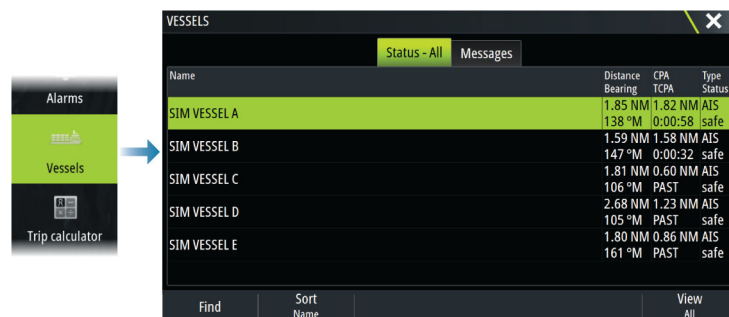 Alarms
Vessels
Trip calculator
VESSELS
Status - All Messages
Name Distance CPA Type
Bearing TCPA Status
SIM VESSEL A 1.85 NM 1.82 NM AIS
138 °M 0:00:58 safe
SIM VESSEL B 1.59 NM 1.58 NM AIS
147 °M 0:00:32 safe
SIM VESSEL C 1.81 NM 0.60 NM AIS
106 °M PAST safe
SIM VESSEL D 2.68 NM 1.23 NM AIS
105 °M PAST safe
SIM VESSEL E 1.80 NM 0.86 NM AIS
161 °M PAST safe
Find Sort View
Name All